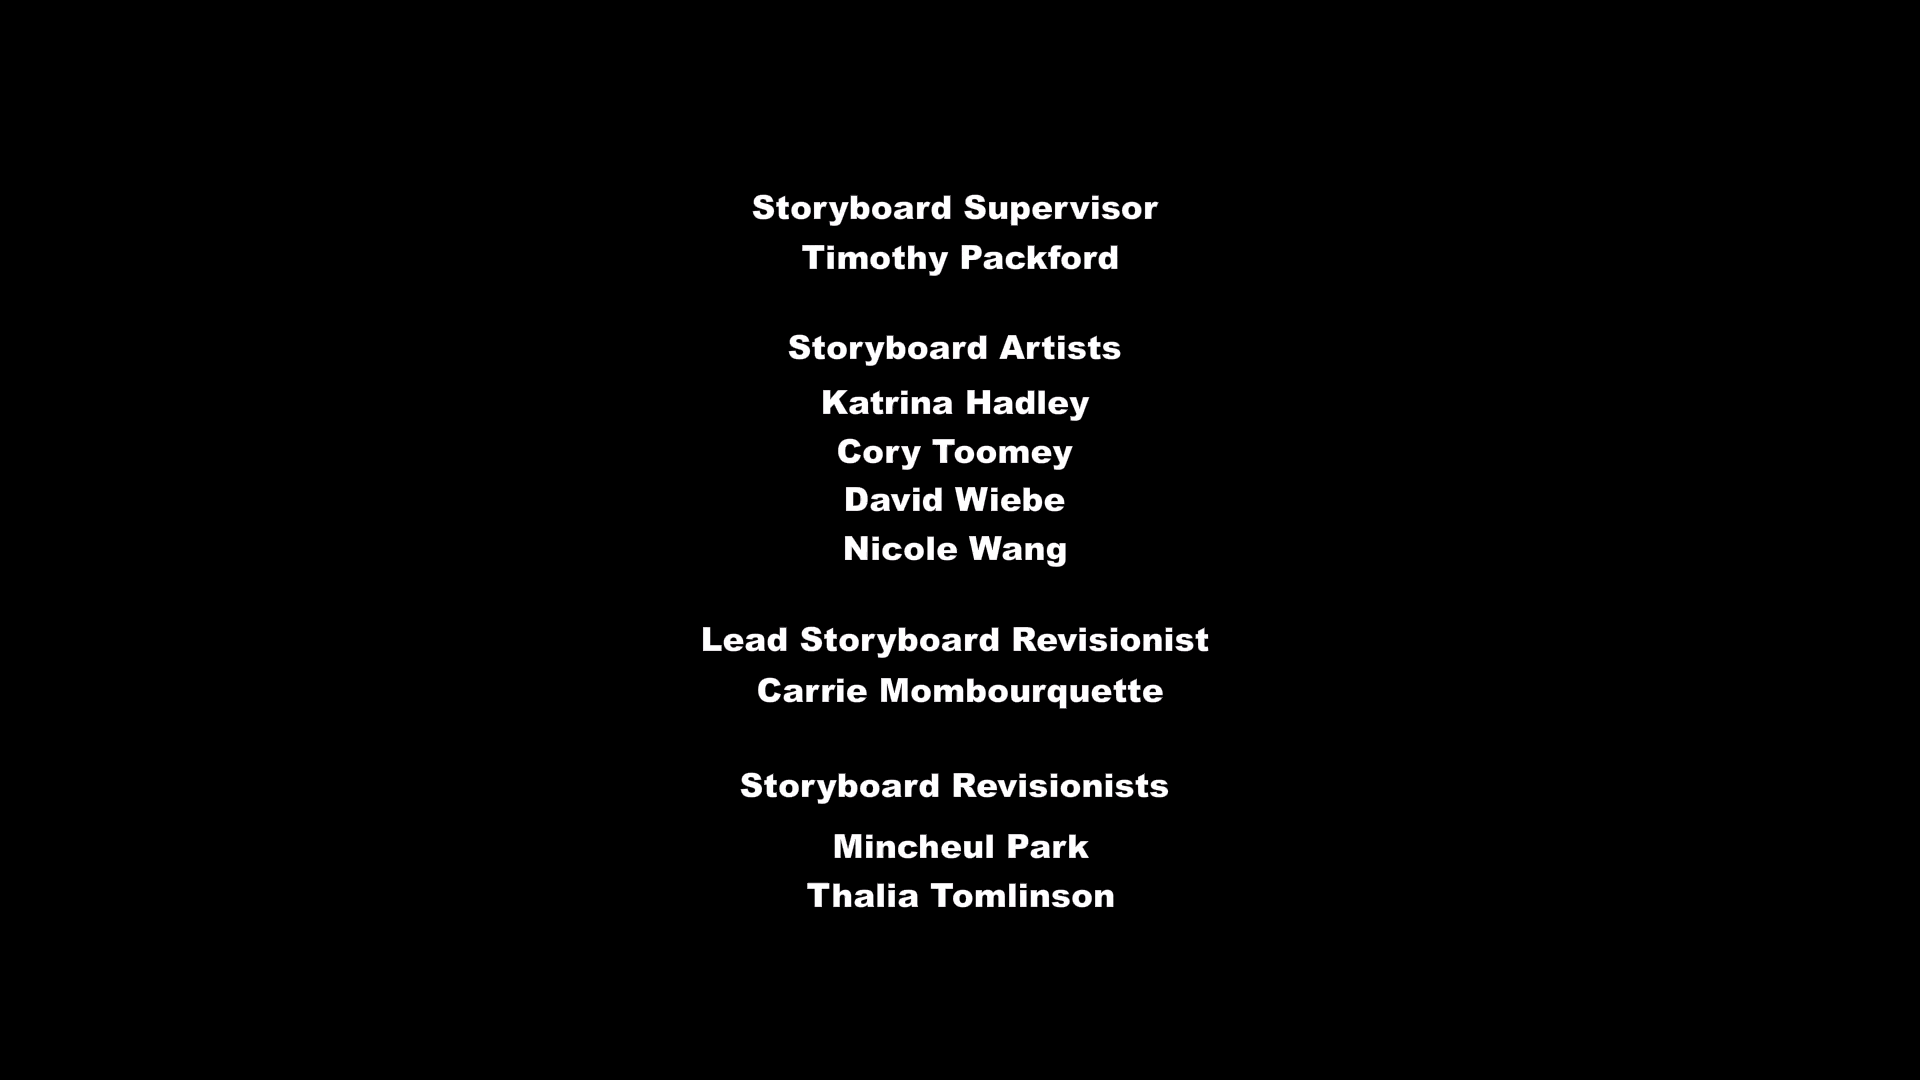 Storyboard Supervisor
Timothy Packford
Storyboard Artists
Katrina Hadley
Cory Toomey
David Wiebe
Nicole Wang
Lead Storyboard Revisionist
Carrie Mombourquette
Storyboard Revisionists
Mincheul Park
Thalia Tomlinson